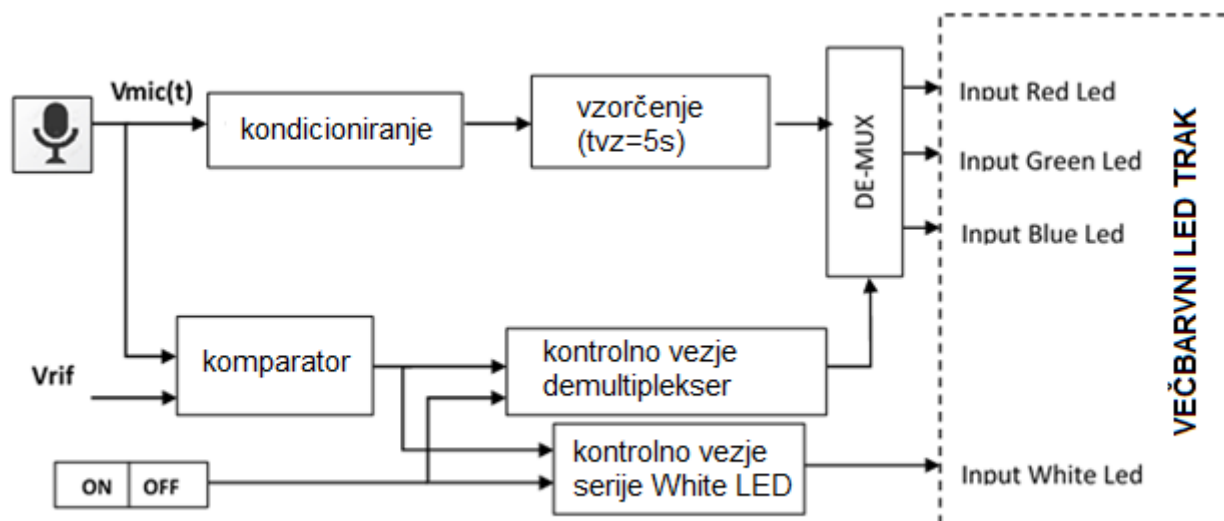 Vmic(t)
kondicioniranje
vzorčenje
(tvz=5s)
DE-MUX
Input Red Led
Input Green Led
Input Blue Led
VEČBARVNI LED TRAK
Vrif
komparator
kontrolno vezje
demultiplekser
ON OFF
kontrolno vezje
serije White LED
Input White Led